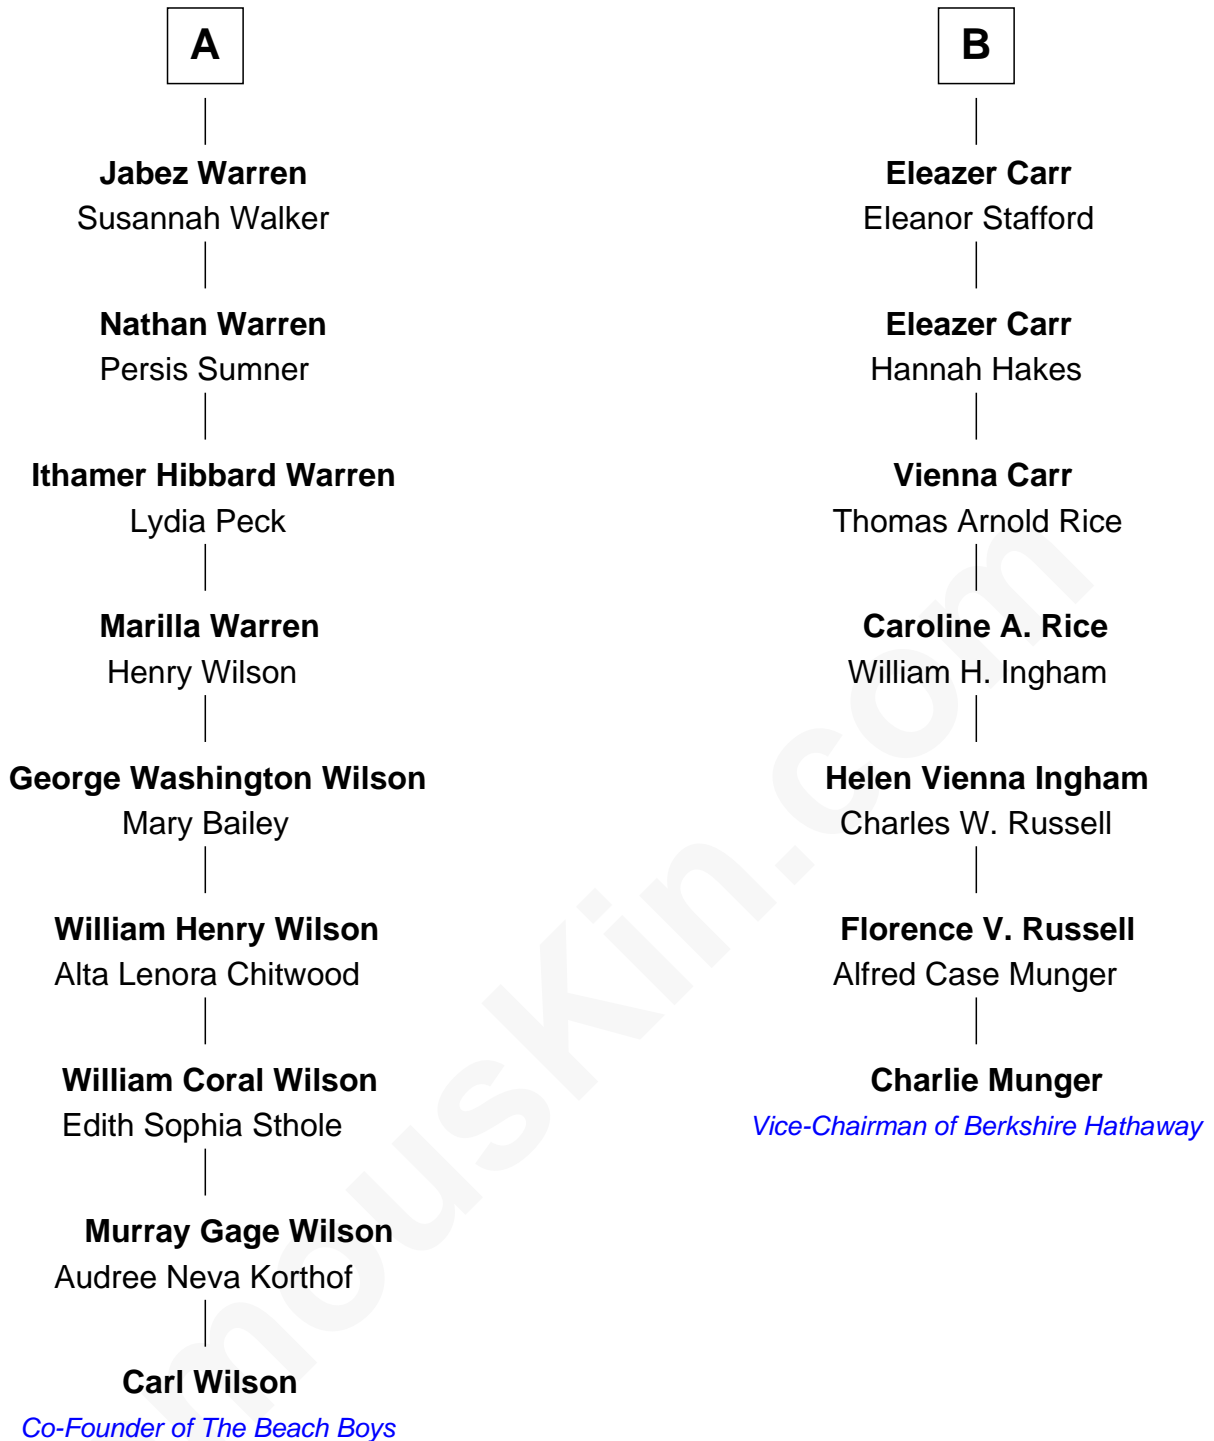 A
Jabez Warren
Susannah Walker
Nathan Warren
Persis Sumner
Ithamer Hibbard Warren
Lydia Peck
Marilla Warren
Henry Wilson
George Washington Wilson
Mary Bailey
William Henry Wilson
Alta Lenora Chitwood
William Coral Wilson
Edith Sophia Sthole
Murray Gage Wilson
Audree Neva Korthof
Carl Wilson
Co-Founder of The Beach Boys
B
Eleazer Carr
Eleanor Stafford
Eleazer Carr
Hannah Hakes
Vienna Carr
Thomas Arnold Rice
Caroline A. Rice
William H. Ingham
Helen Vienna Ingham
Charles W. Russell
Florence V. Russell
Alfred Case Munger
Charlie Munger
Vice-Chairman of Berkshire Hathaway
mousKin.com